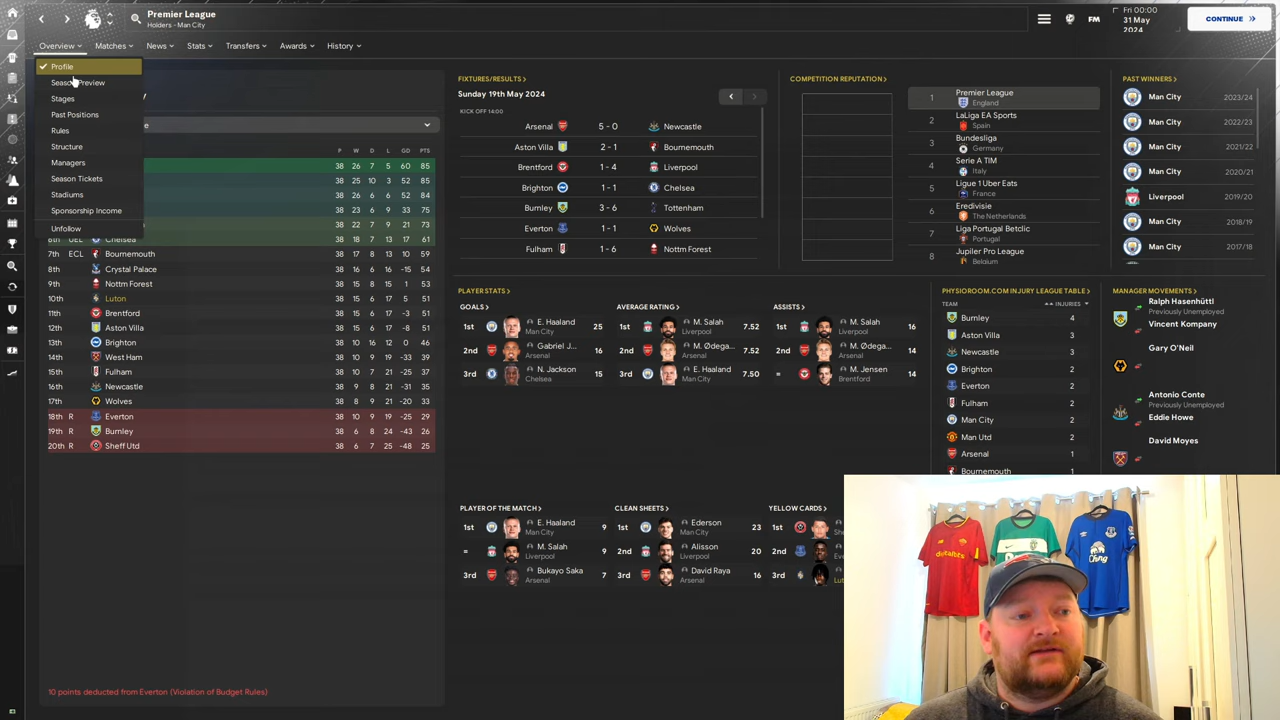 Premier League
Holders - Man City
FM
Fri 00:00
31 May
2024
CONTINUE
Overview
Matches
News
Stats
Transfers
Awards
History
Profile
Season Preview
Stages
Past Positions
Rules
Structure
Managers
Season Tickets
Stadiums
Sponsorship Income
Unfollow
P W D L GD PTS
38 26 7 5 60 85
38 25 10 3 52 85
38 26 6 6 52 84
38 23 6 9 33 75
38 22 7 9 21 73
6th UEL Chelsea 38 18 7 13 17 61
7th ECL Bournemouth 38 17 8 13 10 59
8th Crystal Palace 38 16 6 16 -15 54
9th Nottm Forest 38 15 8 15 1 53
10th Luton 38 15 6 17 5 51
11th Brentford 38 15 6 17 -3 51
12th Aston Villa 38 15 6 17 -8 51
13th Brighton 38 10 16 12 0 46
14th West Ham 38 10 9 19 -33 39
15th Fulham 38 10 7 21 -25 37
16th Newcastle 38 9 8 21 -31 35
17th Wolves 38 8 9 21 -20 33
18th R Everton 38 10 9 19 -25 29
19th R Burnley 38 6 8 24 -43 26
20th R Sheff Utd 38 6 7 25 -48 25
10 points deducted from Everton (Violation of Budget Rules)
FIXTURES/RESULTS
Sunday 19th May 2024
KICK OFF 14:00
Arsenal 5 - 0 Newcastle
Aston Villa 2 - 1 Bournemouth
Brentford 1 - 4 Liverpool
Brighton 1 - 1 Chelsea
Burnley 3 - 6 Tottenham
Everton 1 - 1 Wolves
Fulham 1 - 6 Nottm Forest
COMPETITION REPUTATION
1 Premier League
England
2 LaLiga EA Sports
Spain
3 Bundesliga
Germany
4 Serie A TIM
Italy
5 Ligue 1 Uber Eats
France
6 Eredivisie
The Netherlands
7 Liga Portugal Betclic
Portugal
8 Jupiler Pro League
Belgium
PAST WINNERS
Man City 2023/24
Man City 2022/23
Man City 2021/22
Man City 2020/21
Liverpool 2019/20
Man City 2018/19
Man City 2017/18
PLAYER STATS
GOALS
1st E. Haaland 25
Man City
2nd Gabriel J... 16
Arsenal
3rd N. Jackson 15
Chelsea
AVERAGE RATING
1st M. Salah 7.52
Liverpool
2nd M. Ødega... 7.52
Arsenal
3rd E. Haaland 7.50
Man City
ASSISTS
1st M. Salah 16
Liverpool
2nd M. Ødega... 14
Arsenal
= M. Jensen 14
Brentford
PLAYER OF THE MATCH
1st E. Haaland 9
Man City
= M. Salah 9
Liverpool
3rd Bukayo Saka 7
Arsenal
CLEAN SHEETS
1st Ederson 23
Man City
2nd Alisson 20
Liverpool
3rd David Raya 16
Arsenal
YELLOW CARDS
1st
2nd
3rd
PHYSIOROOM.COM INJURY LEAGUE TABLE
TEAM INJURIES
Burnley 4
Aston Villa 3
Newcastle 3
Brighton 2
Everton 2
Fulham 2
Man City 2
Man Utd 2
Arsenal 1
Bournemouth 1
MANAGER MOVEMENTS
Ralph Hasenhüttl
Previously Unemployed
Vincent Kompany
Gary O'Neil
Antonio Conte
Previously Unemployed
Eddie Howe
David Moyes